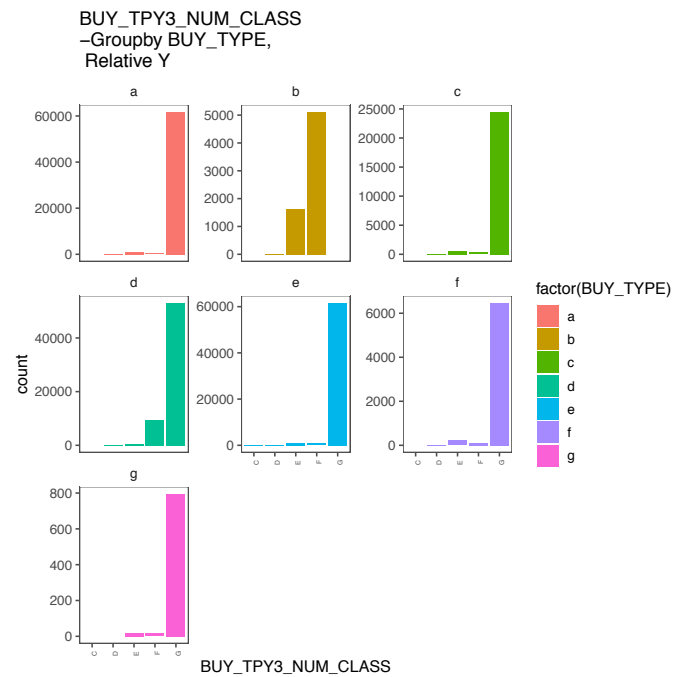 BUY_TPY3_NUM_CLASS
−Groupby BUY_TYPE,
Relative Y
a
b
c
60000
40000
20000
0
5000
4000
3000
2000
1000
0
25000
20000
15000
10000
5000
0
d
e
f
40000
20000
0
60000
40000
20000
0
6000
4000
2000
0
C D E F G
C D E F G
g
800
600
400
200
0
C D E F G
count
BUY_TPY3_NUM_CLASS
factor(BUY_TYPE)
a
b
c
d
e
f
g